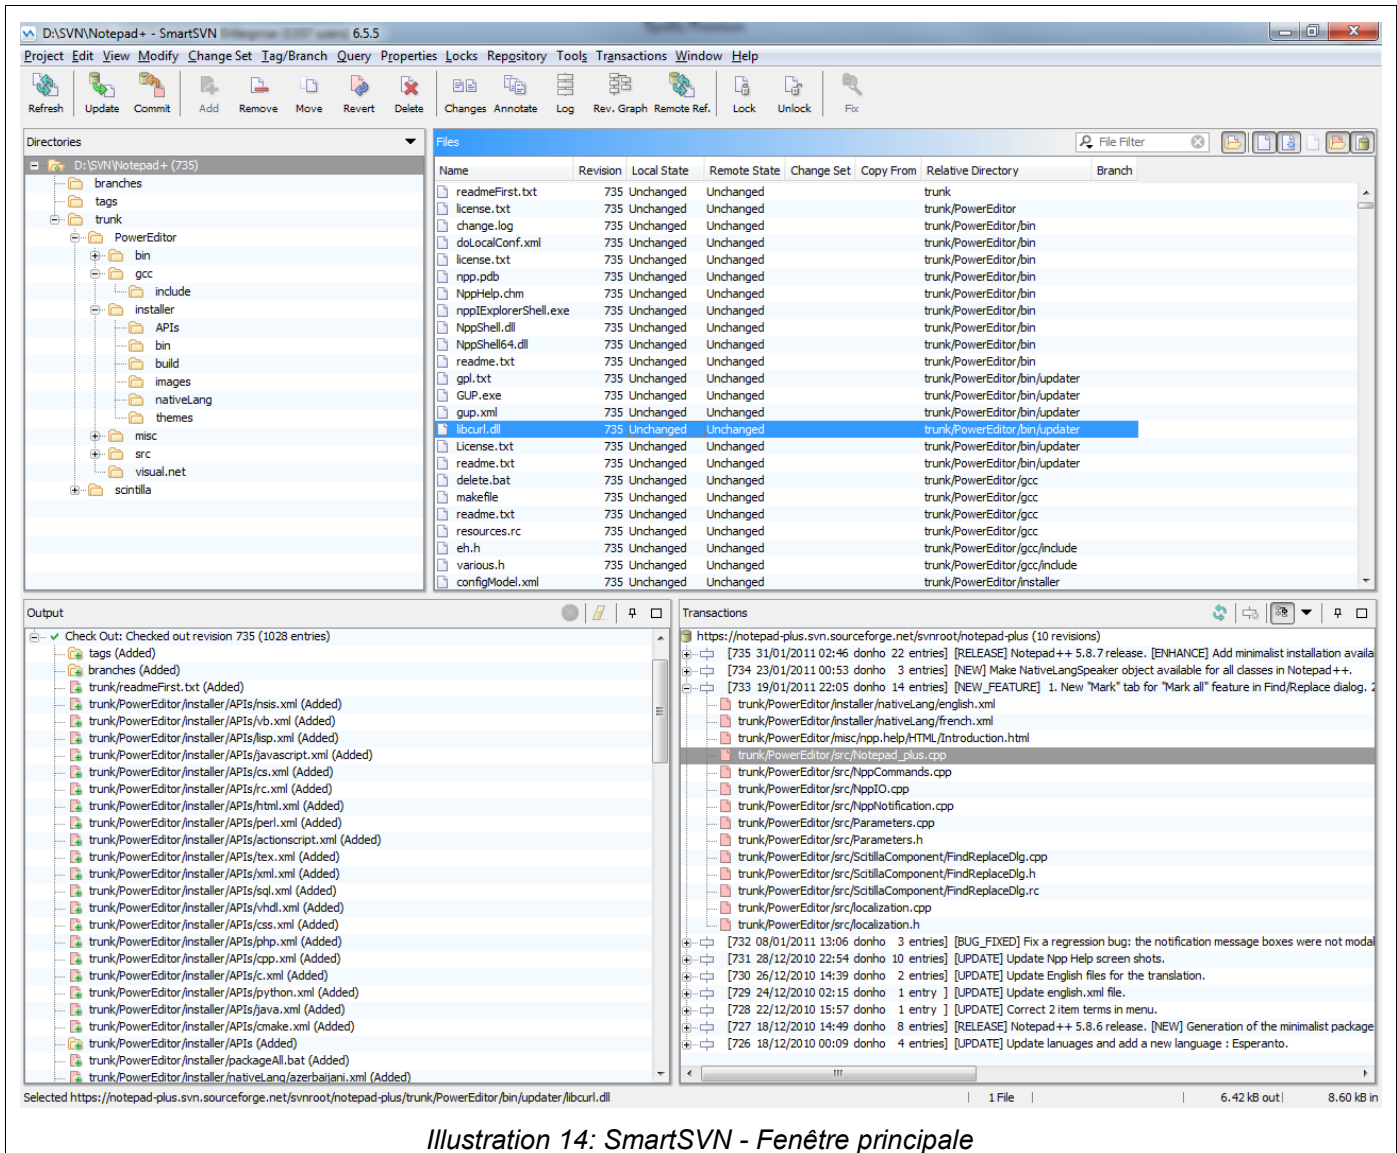 D:\SVN\Notepad+ - SmartSVN 6.5.5
Project Edit View Modify Change Set Tag/Branch Query Properties Locks Repository Tools Transactions Window Help
Refresh Update Commit Add Remove Move Revert Delete Changes Annotate Log Rev. Graph Remote Ref. Lock Unlock Fix
Directories
D:\SVN\Notepad+ (735)
branches
tags
trunk
PowerEditor
bin
gcc
include
installer
APIs
bin
build
images
nativeLang
themes
misc
src
visual.net
scintilla
Files File Filter
Name Revision Local State Remote State Change Set Copy From Relative Directory Branch
readmeFirst.txt 735 Unchanged Unchanged trunk
license.txt 735 Unchanged Unchanged trunk/PowerEditor
change.log 735 Unchanged Unchanged trunk/PowerEditor/bin
doLocalConf.xml 735 Unchanged Unchanged trunk/PowerEditor/bin
license.txt 735 Unchanged Unchanged trunk/PowerEditor/bin
npp.pdb 735 Unchanged Unchanged trunk/PowerEditor/bin
NppHelp.chm 735 Unchanged Unchanged trunk/PowerEditor/bin
nppIExplorerShell.exe 735 Unchanged Unchanged trunk/PowerEditor/bin
NppShell.dll 735 Unchanged Unchanged trunk/PowerEditor/bin
NppShell64.dll 735 Unchanged Unchanged trunk/PowerEditor/bin
readme.txt 735 Unchanged Unchanged trunk/PowerEditor/bin
gpl.txt 735 Unchanged Unchanged trunk/PowerEditor/bin/updater
GUP.exe 735 Unchanged Unchanged trunk/PowerEditor/bin/updater
gup.xml 735 Unchanged Unchanged trunk/PowerEditor/bin/updater
libcurl.dll 735 Unchanged Unchanged trunk/PowerEditor/bin/updater
License.txt 735 Unchanged Unchanged trunk/PowerEditor/bin/updater
readme.txt 735 Unchanged Unchanged trunk/PowerEditor/bin/updater
delete.bat 735 Unchanged Unchanged trunk/PowerEditor/gcc
makefile 735 Unchanged Unchanged trunk/PowerEditor/gcc
readme.txt 735 Unchanged Unchanged trunk/PowerEditor/gcc
resources.rc 735 Unchanged Unchanged trunk/PowerEditor/gcc
eh.h 735 Unchanged Unchanged trunk/PowerEditor/gcc/include
various.h 735 Unchanged Unchanged trunk/PowerEditor/gcc/include
configModel.xml 735 Unchanged Unchanged trunk/PowerEditor/installer
Output
Check Out: Checked out revision 735 (1028 entries)
tags (Added)
branches (Added)
trunk/readmeFirst.txt (Added)
trunk/PowerEditor/installer/APIs/nsis.xml (Added)
trunk/PowerEditor/installer/APIs/vb.xml (Added)
trunk/PowerEditor/installer/APIs/lisp.xml (Added)
trunk/PowerEditor/installer/APIs/javascript.xml (Added)
trunk/PowerEditor/installer/APIs/cs.xml (Added)
trunk/PowerEditor/installer/APIs/rc.xml (Added)
trunk/PowerEditor/installer/APIs/html.xml (Added)
trunk/PowerEditor/installer/APIs/perl.xml (Added)
trunk/PowerEditor/installer/APIs/actionscript.xml (Added)
trunk/PowerEditor/installer/APIs/tex.xml (Added)
trunk/PowerEditor/installer/APIs/xml.xml (Added)
trunk/PowerEditor/installer/APIs/sql.xml (Added)
trunk/PowerEditor/installer/APIs/vhdl.xml (Added)
trunk/PowerEditor/installer/APIs/css.xml (Added)
trunk/PowerEditor/installer/APIs/php.xml (Added)
trunk/PowerEditor/installer/APIs/cpp.xml (Added)
trunk/PowerEditor/installer/APIs/c.xml (Added)
trunk/PowerEditor/installer/APIs/python.xml (Added)
trunk/PowerEditor/installer/APIs/java.xml (Added)
trunk/PowerEditor/installer/APIs/cmake.xml (Added)
trunk/PowerEditor/installer/APIs (Added)
trunk/PowerEditor/installer/packageAll.bat (Added)
trunk/PowerEditor/installer/nativeLang/azerbaijani.xml (Added)
Transactions
https://notepad-plus.svn.sourceforge.net/svnroot/notepad-plus (10 revisions)
[735 31/01/2011 02:46 donho 22 entries] [RELEASE] Notepad++ 5.8.7 release. [ENHANCE] Add minimalist installation availa
[734 23/01/2011 00:53 donho 3 entries] [NEW] Make NativeLangSpeaker object available for all classes in Notepad++.
[733 19/01/2011 22:05 donho 14 entries] [NEW_FEATURE] 1. New "Mark" tab for "Mark all" feature in Find/Replace dialog. 2
trunk/PowerEditor/installer/nativeLang/english.xml
trunk/PowerEditor/installer/nativeLang/french.xml
trunk/PowerEditor/misc/npp.help/HTML/Introduction.html
trunk/PowerEditor/src/Notepad_plus.cpp
trunk/PowerEditor/src/NppCommands.cpp
trunk/PowerEditor/src/NppIO.cpp
trunk/PowerEditor/src/NppNotification.cpp
trunk/PowerEditor/src/Parameters.cpp
trunk/PowerEditor/src/Parameters.h
trunk/PowerEditor/src/ScitillaComponent/FindReplaceDlg.cpp
trunk/PowerEditor/src/ScitillaComponent/FindReplaceDlg.h
trunk/PowerEditor/src/ScitillaComponent/FindReplaceDlg.rc
trunk/PowerEditor/src/localization.cpp
trunk/PowerEditor/src/localization.h
[732 08/01/2011 13:06 donho 3 entries] [BUG_FIXED] Fix a regression bug: the notification message boxes were not modal
[731 28/12/2010 22:54 donho 10 entries] [UPDATE] Update Npp Help screen shots.
[730 26/12/2010 14:39 donho 2 entries] [UPDATE] Update English files for the translation.
[729 24/12/2010 02:15 donho 1 entry ] [UPDATE] Update english.xml file.
[728 22/12/2010 15:57 donho 1 entry ] [UPDATE] Correct 2 item terms in menu.
[727 18/12/2010 14:49 donho 8 entries] [RELEASE] Notepad++ 5.8.6 release. [NEW] Generation of the minimalist package
[726 18/12/2010 00:09 donho 4 entries] [UPDATE] Update lanuages and add a new language : Esperanto.
Selected https://notepad-plus.svn.sourceforge.net/svnroot/notepad-plus/trunk/PowerEditor/bin/updater/libcurl.dll 1 File 6.42 kB out 8.60 kB in
Illustration 14: SmartSVN - Fenêtre principale